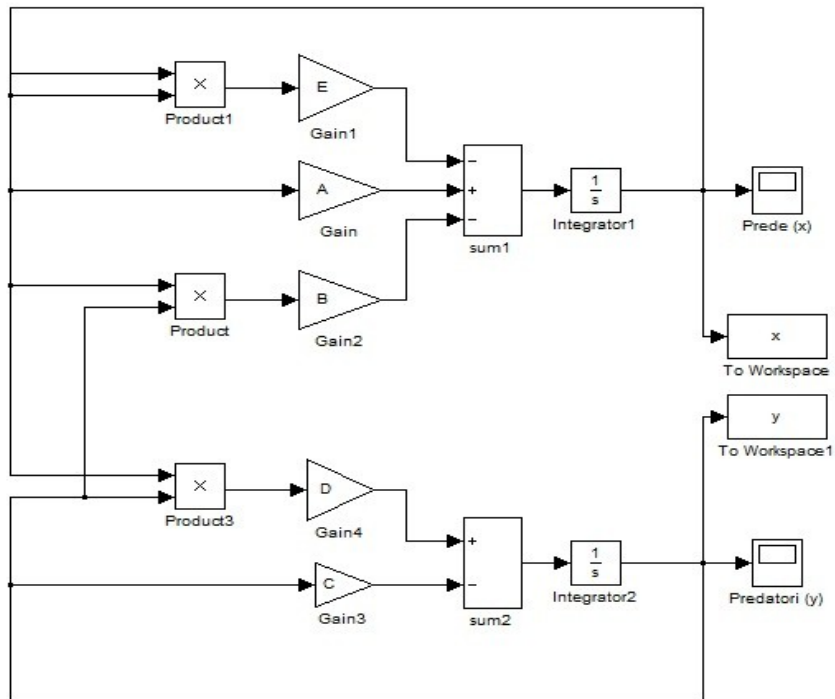 ×
Product1
E
Gain1
A
Gain
−
+
−
sum1
1
s
Integrator1
Prede (x)
×
Product
B
Gain2
x
To Workspace
y
To Workspace1
×
Product3
D
Gain4
C
Gain3
+
−
sum2
1
s
Integrator2
Predatori (y)